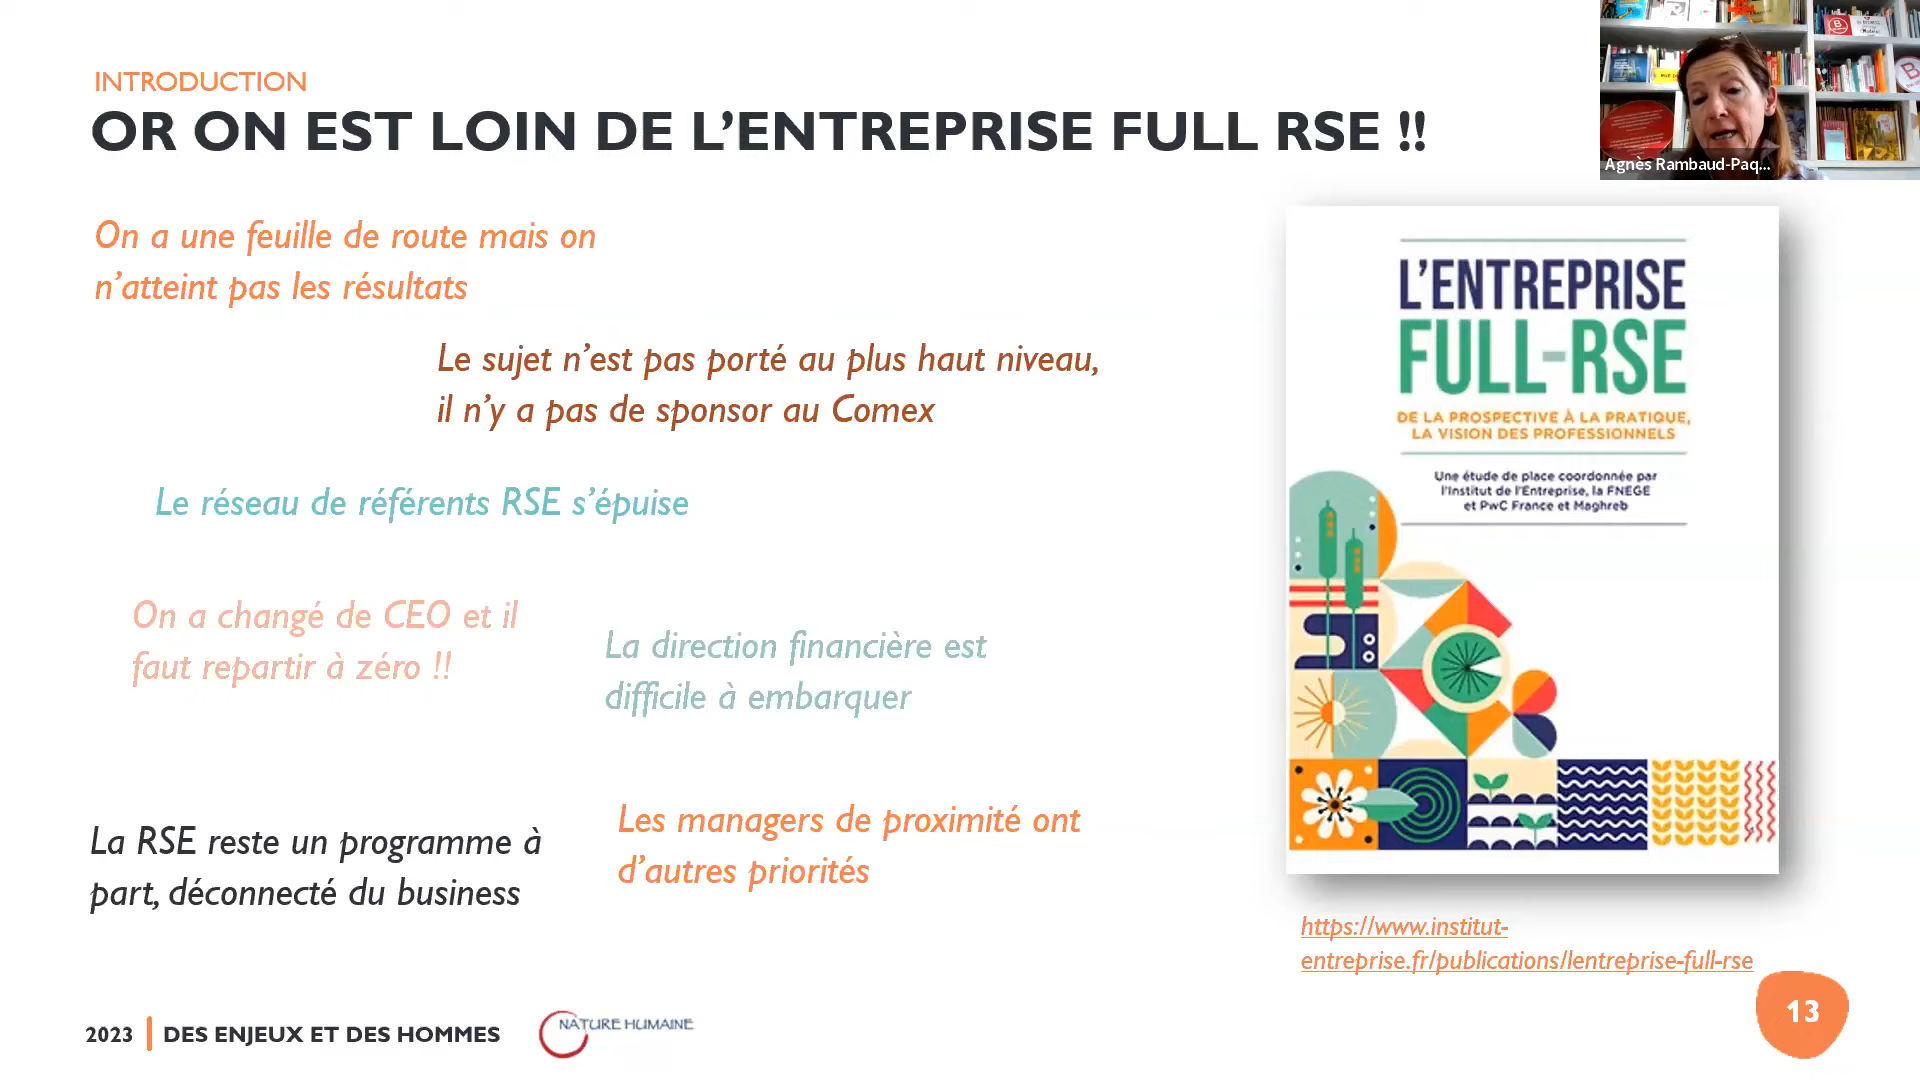 INTRODUCTION
OR ON EST LOIN DE L’ENTREPRISE FULL RSE !!
Agnès Rambaud-Paq...
On a une feuille de route mais on
n’atteint pas les résultats
Le sujet n’est pas porté au plus haut niveau,
il n’y a pas de sponsor au Comex
Le réseau de référents RSE s’épuise
On a changé de CEO et il
faut repartir à zéro !!
La direction financière est
difficile à embarquer
La RSE reste un programme à
part, déconnecté du business
Les managers de proximité ont
d’autres priorités
L’ENTREPRISE
FULL-RSE
DE LA PROSPECTIVE À LA PRATIQUE,
LA VISION DES PROFESSIONNELS
Une étude de place coordonnée par
l’Institut de l’Entreprise, la FNEGE
et PwC France et Maghreb
https://www.institut-
entreprise.fr/publications/lentreprise-full-rse
2023 | DES ENJEUX ET DES HOMMES
NATURE HUMAINE
13